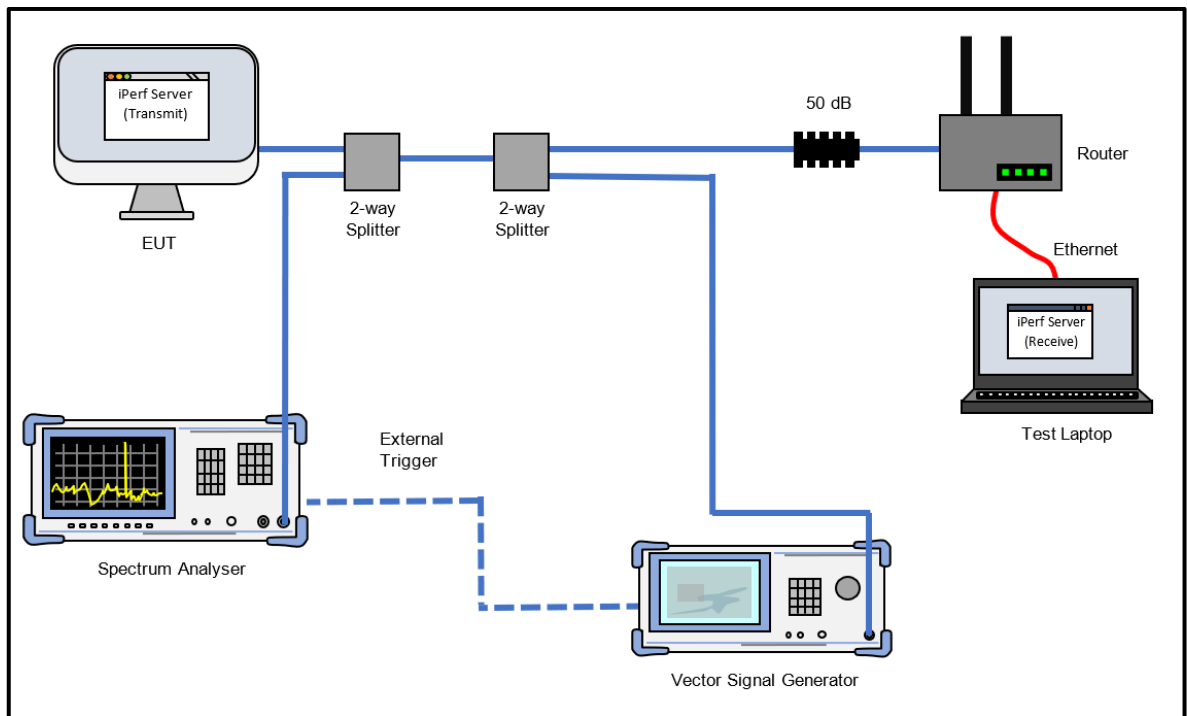 iPerf Server
(Transmit)
EUT
2-way
Splitter
2-way
Splitter
50 dB
Router
Ethernet
iPerf Server
(Receive)
Test Laptop
External
Trigger
Spectrum Analyser
Vector Signal Generator